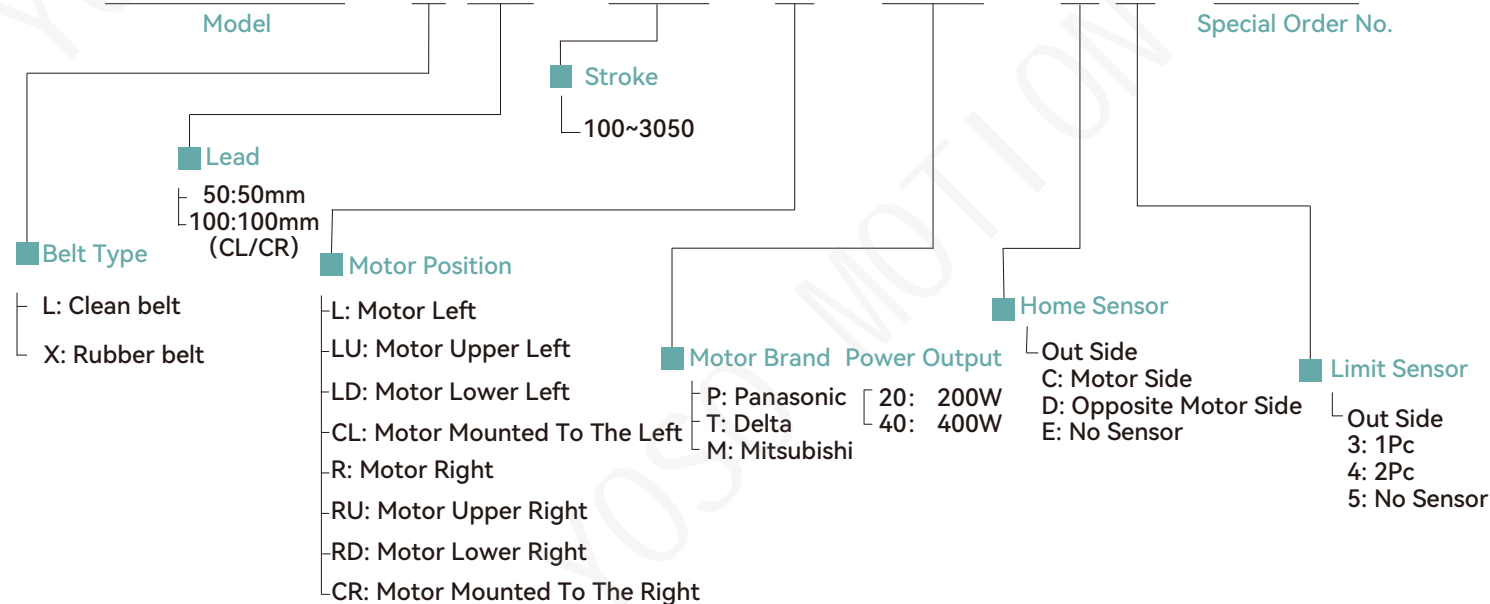 Model
Special Order No.
Stroke
100~3050
Lead
50:50mm
100:100mm
(CL/CR)
Belt Type
L: Clean belt
X: Rubber belt
Motor Position
L: Motor Left
LU: Motor Upper Left
LD: Motor Lower Left
CL: Motor Mounted To The Left
R: Motor Right
RU: Motor Upper Right
RD: Motor Lower Right
CR: Motor Mounted To The Right
Motor Brand
P: Panasonic
T: Delta
M: Mitsubishi
Power Output
20: 200W
40: 400W
Home Sensor
Out Side
C: Motor Side
D: Opposite Motor Side
E: No Sensor
Limit Sensor
Out Side
3: 1Pc
4: 2Pc
5: No Sensor
YOSO MOTION